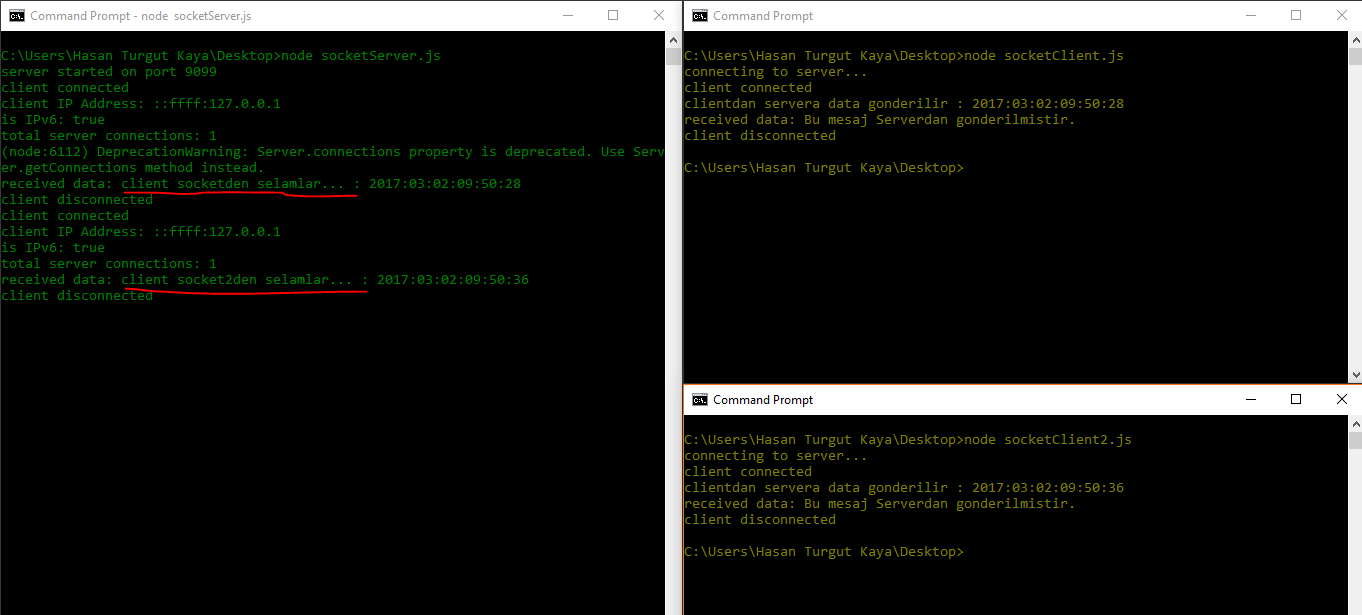 Command Prompt - node  socketServer.js
C:\Users\Hasan Turgut Kaya\Desktop>node socketServer.js
server started on port 9099
client connected
client IP Address: ::ffff:127.0.0.1
is IPv6: true
total server connections: 1
(node:6112) DeprecationWarning: Server.connections property is deprecated. Use Serv
er.getConnections method instead.
received data: client socketden selamlar... : 2017:03:02:09:50:28
client disconnected
client connected
client IP Address: ::ffff:127.0.0.1
is IPv6: true
total server connections: 1
received data: client socket2den selamlar... : 2017:03:02:09:50:36
client disconnected
Command Prompt
C:\Users\Hasan Turgut Kaya\Desktop>node socketClient.js
connecting to server...
client connected
clientdan servera data gonderilir : 2017:03:02:09:50:28
received data: Bu mesaj Serverdan gonderilmistir.
client disconnected
C:\Users\Hasan Turgut Kaya\Desktop>
Command Prompt
C:\Users\Hasan Turgut Kaya\Desktop>node socketClient2.js
connecting to server...
client connected
clientdan servera data gonderilir : 2017:03:02:09:50:36
received data: Bu mesaj Serverdan gonderilmistir.
client disconnected
C:\Users\Hasan Turgut Kaya\Desktop>